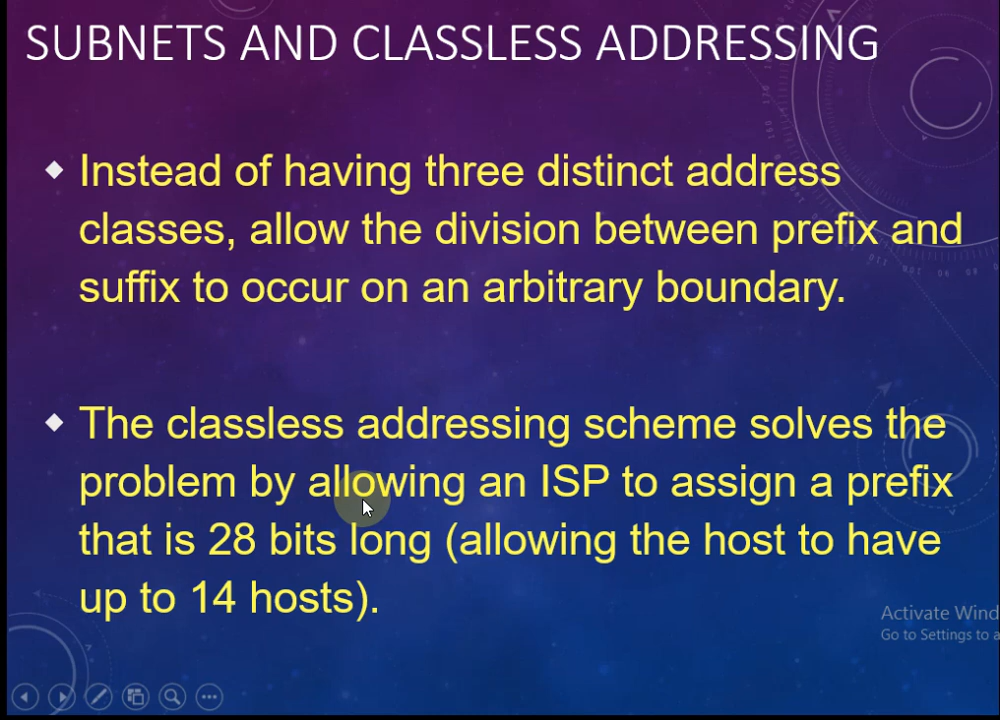 SUBNETS AND CLASSLESS ADDRESSING
Instead of having three distinct address
classes, allow the division between prefix and
suffix to occur on an arbitrary boundary.
The classless addressing scheme solves the
problem by allowing an ISP to assign a prefix
that is 28 bits long (allowing the host to have
up to 14 hosts).
Activate Wind
Go to Settings to a